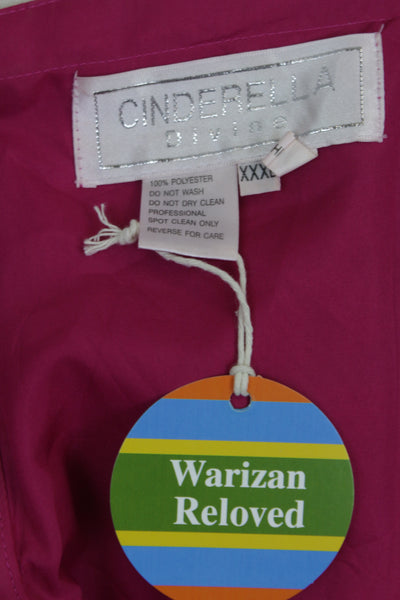 CINDERELLA
Divine
H
XXXL
100% POLYESTER
DO NOT WASH
DO NOT DRY CLEAN
PROFESSIONAL
SPOT CLEAN ONLY
REVERSE FOR CARE
Warizan
Reloved